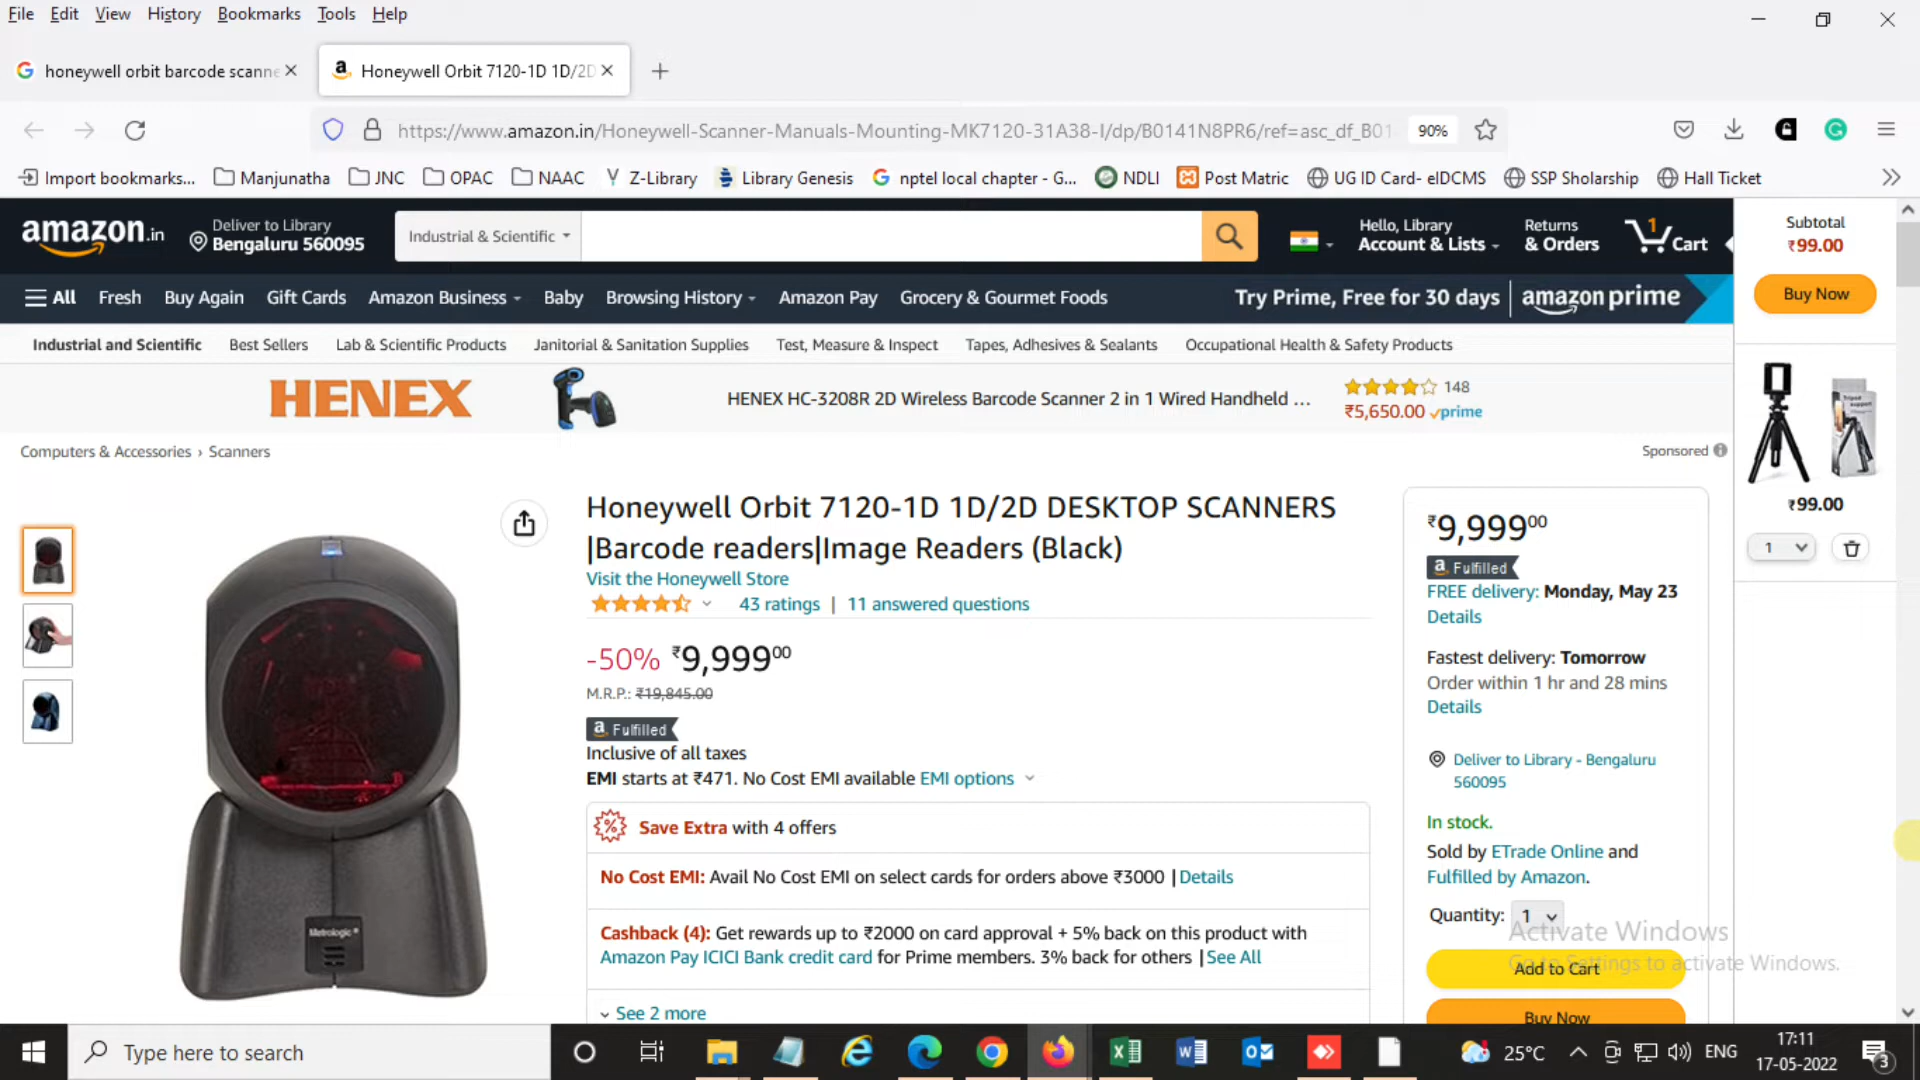 File Edit View History Bookmarks Tools Help
honeywell orbit barcode scanne
Honeywell Orbit 7120-1D 1D/2D
https://www.amazon.in/Honeywell-Scanner-Manuals-Mounting-MK7120-31A38-I/dp/B0141N8PR6/ref=asc_df_B01 90%
Import bookmarks... Manjunatha JNC OPAC NAAC Z-Library Library Genesis nptel local chapter - G... NDLI Post Matric UG ID Card- eIDCMS SSP Sholarship Hall Ticket
amazon.in
Deliver to Library
Bengaluru 560095
Industrial & Scientific
Hello, Library
Account & Lists
Returns
& Orders
1
Cart
Subtotal
₹99.00
Buy Now
All Fresh Buy Again Gift Cards Amazon Business Baby Browsing History Amazon Pay Grocery & Gourmet Foods
Try Prime, Free for 30 days amazon prime
Industrial and Scientific Best Sellers Lab & Scientific Products Janitorial & Sanitation Supplies Test, Measure & Inspect Tapes, Adhesives & Sealants Occupational Health & Safety Products
HENEX
HENEX HC-3208R 2D Wireless Barcode Scanner 2 in 1 Wired Handheld ...
148
₹5,650.00 prime
Computers & Accessories › Scanners
Sponsored
₹99.00
1
Honeywell Orbit 7120-1D 1D/2D DESKTOP SCANNERS
|Barcode readers|Image Readers (Black)
Visit the Honeywell Store
43 ratings | 11 answered questions
-50% ₹9,99900
M.R.P.: ₹19,845.00
a Fulfilled
Inclusive of all taxes
EMI starts at ₹471. No Cost EMI available EMI options
Save Extra with 4 offers
No Cost EMI: Avail No Cost EMI on select cards for orders above ₹3000 | Details
Cashback (4): Get rewards up to ₹2000 on card approval + 5% back on this product with
Amazon Pay ICICI Bank credit card for Prime members. 3% back for others | See All
See 2 more
Metrologic
₹9,99900
a Fulfilled
FREE delivery: Monday, May 23
Details
Fastest delivery: Tomorrow
Order within 1 hr and 28 mins
Details
Deliver to Library - Bengaluru
560095
In stock.
Sold by ETrade Online and
Fulfilled by Amazon.
Quantity: 1
Activate Windows
Go to Settings to activate Windows.
Add to Cart
Buy Now
Type here to search
25°C
ENG
17:11
17-05-2022
3